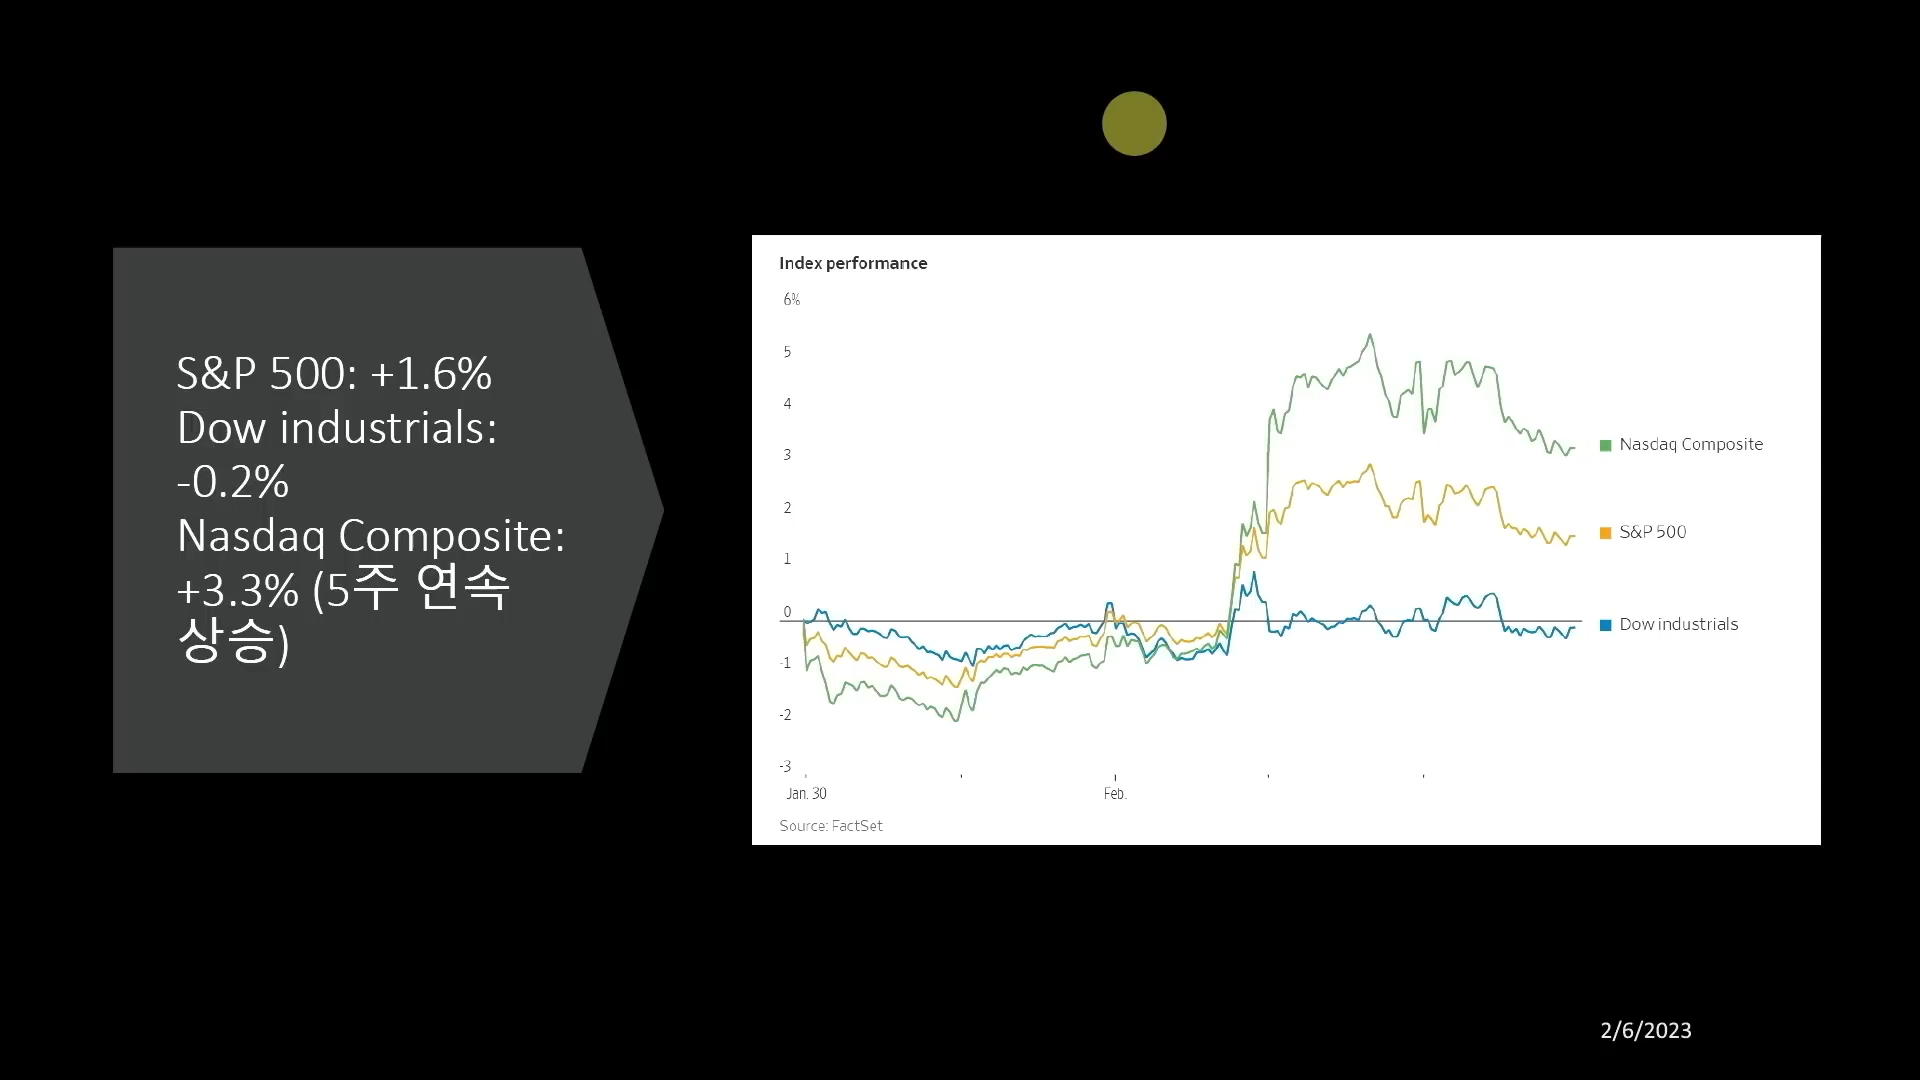 S&P 500: +1.6%
Dow industrials:
-0.2%
Nasdaq Composite:
+3.3% (5주 연속
상승)
Index performance
6%
5
4
3
2
1
0
-1
-2
-3
Jan. 30
Feb.
Source: FactSet
Nasdaq Composite
S&P 500
Dow industrials
2/6/2023